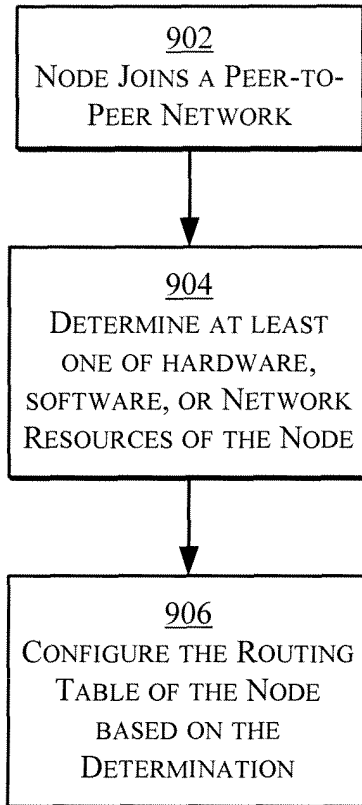 902
NODE JOINS A PEER-TO-
PEER NETWORK
904
DETERMINE AT LEAST
ONE OF HARDWARE,
SOFTWARE, OR NETWORK
RESOURCES OF THE NODE
906
CONFIGURE THE ROUTING
TABLE OF THE NODE
BASED ON THE
DETERMINATION